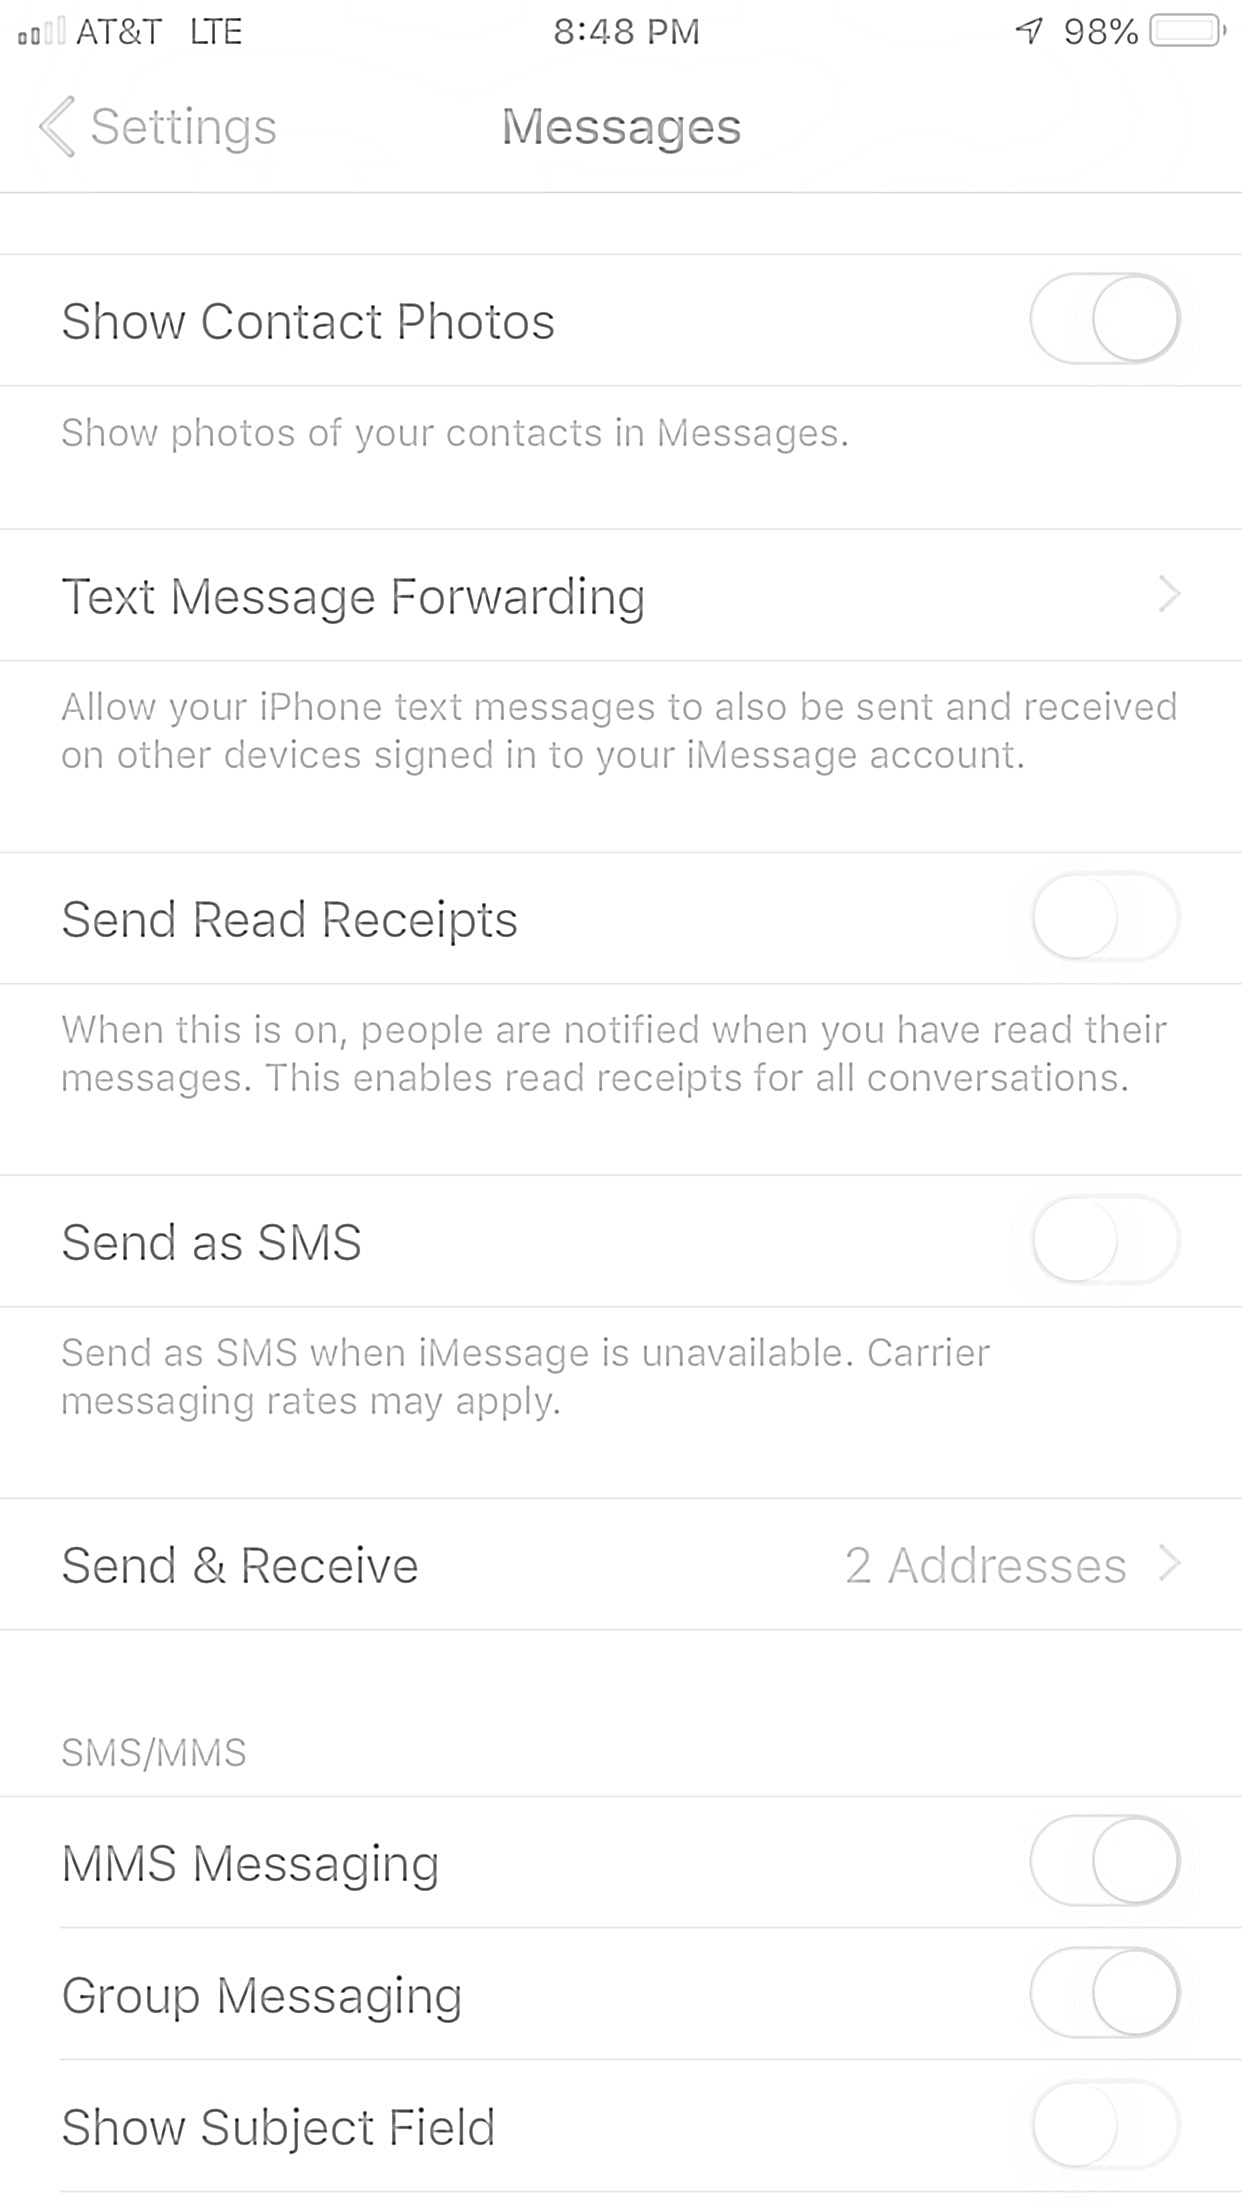 AT&T LTE 8:48 PM 98%
Settings Messages
Show Contact Photos
Show photos of your contacts in Messages.
Text Message Forwarding
Allow your iPhone text messages to also be sent and received
on other devices signed in to your iMessage account.
Send Read Receipts
When this is on, people are notified when you have read their
messages. This enables read receipts for all conversations.
Send as SMS
Send as SMS when iMessage is unavailable. Carrier
messaging rates may apply.
Send & Receive 2 Addresses
SMS/MMS
MMS Messaging
Group Messaging
Show Subject Field